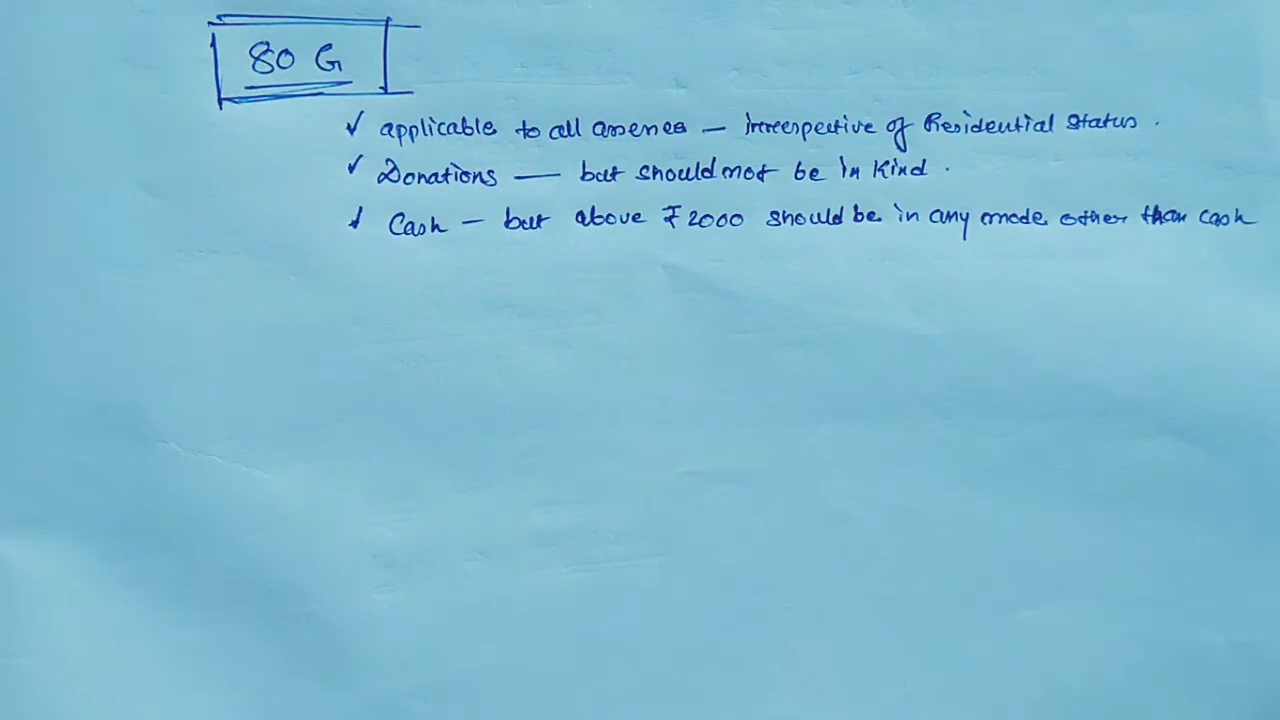 80 G
✓ applicable to all assesses — irrespective of Residential Status .
✓ Donations — but should not be in Kind .
✓ Cash — but above ₹2000 should be in any mode other than cash